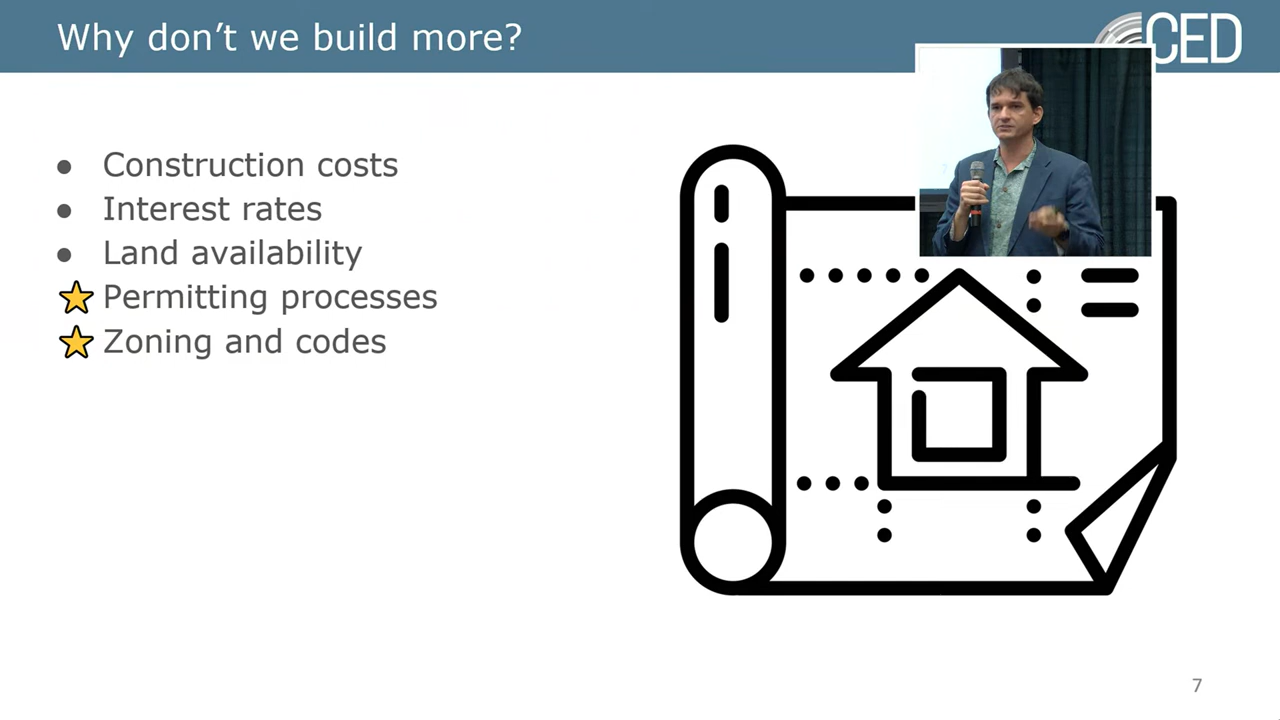 Why don't we build more?
CED
Construction costs
Interest rates
Land availability
Permitting processes
Zoning and codes
7